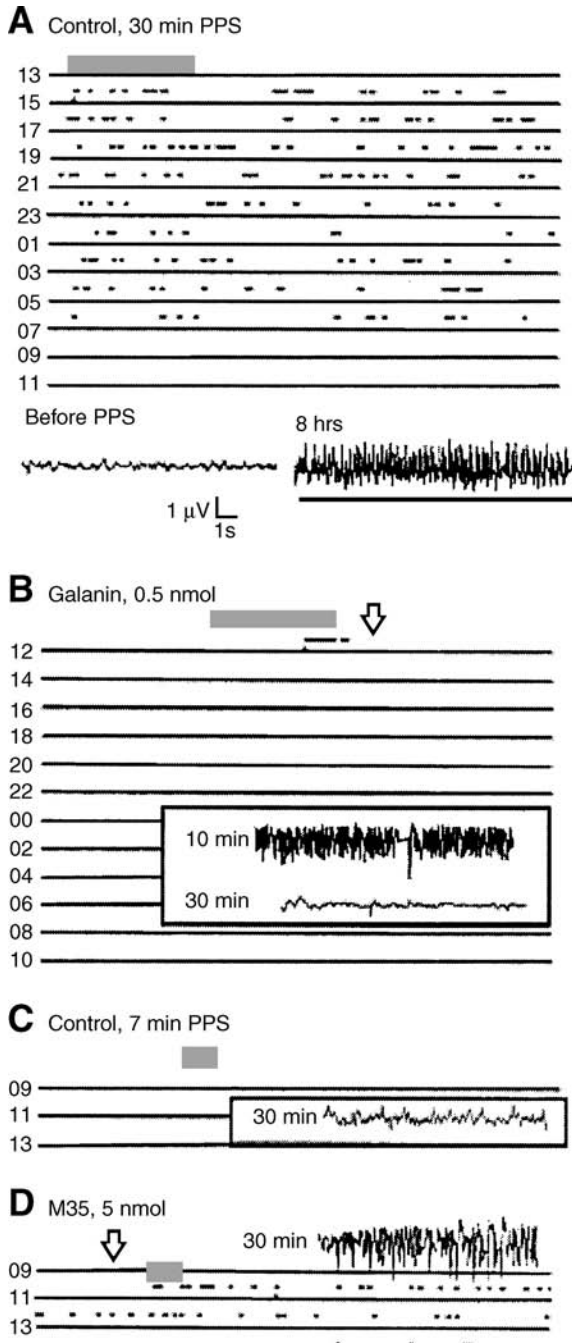 A Control, 30 min PPS
13
15
17
19
21
23
01
03
05
07
09
11
Before PPS
8 hrs
1 µV
1s
B Galanin, 0.5 nmol
12
14
16
18
20
22
00
10 min
02
04
30 min
06
08
10
C Control, 7 min PPS
09
11
30 min
13
D M35, 5 nmol
30 min
09
11
13